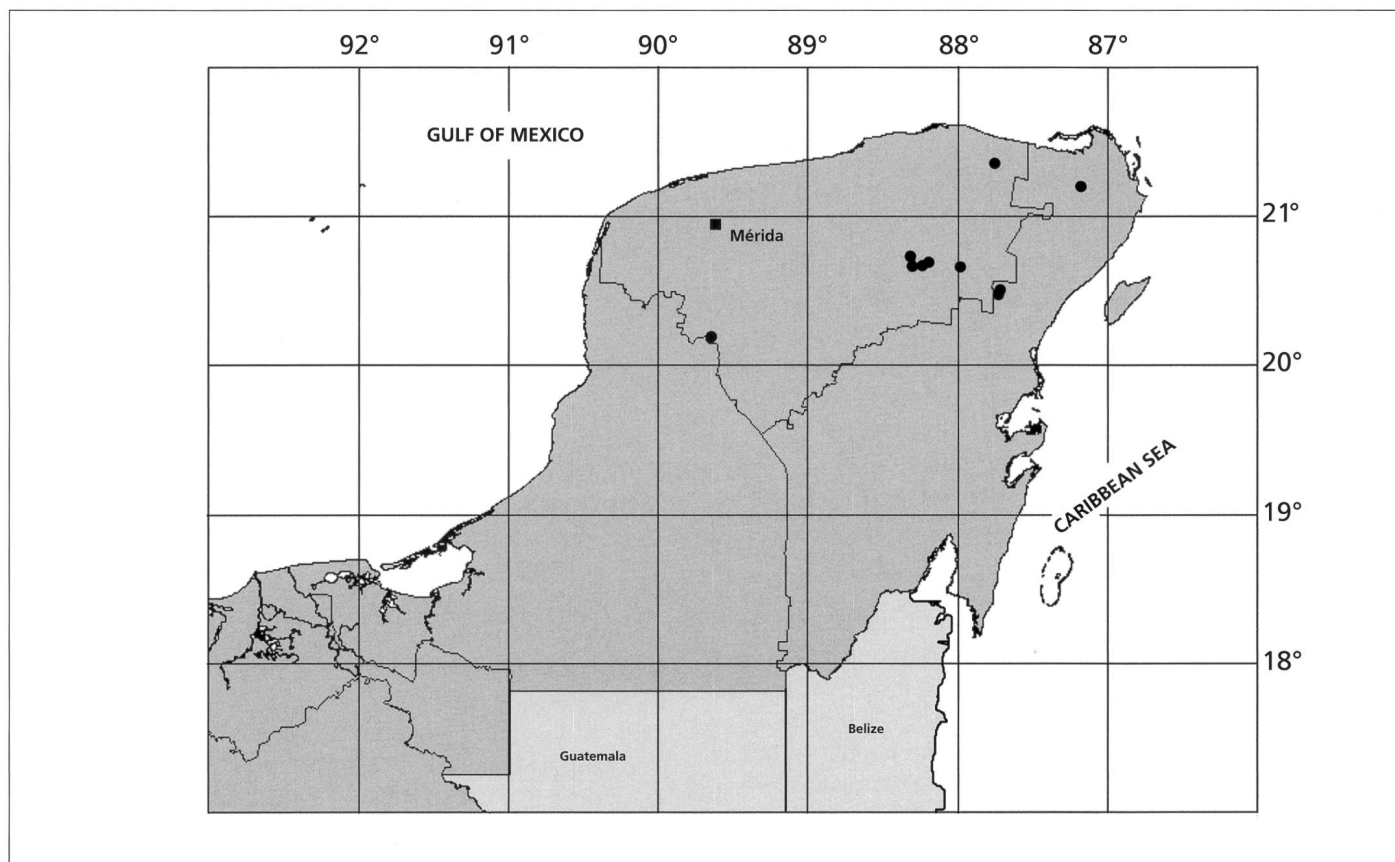 92° 91° 90° 89° 88° 87°
GULF OF MEXICO
21°
Mérida
20°
19°
CARIBBEAN SEA
18°
Belize
Guatemala